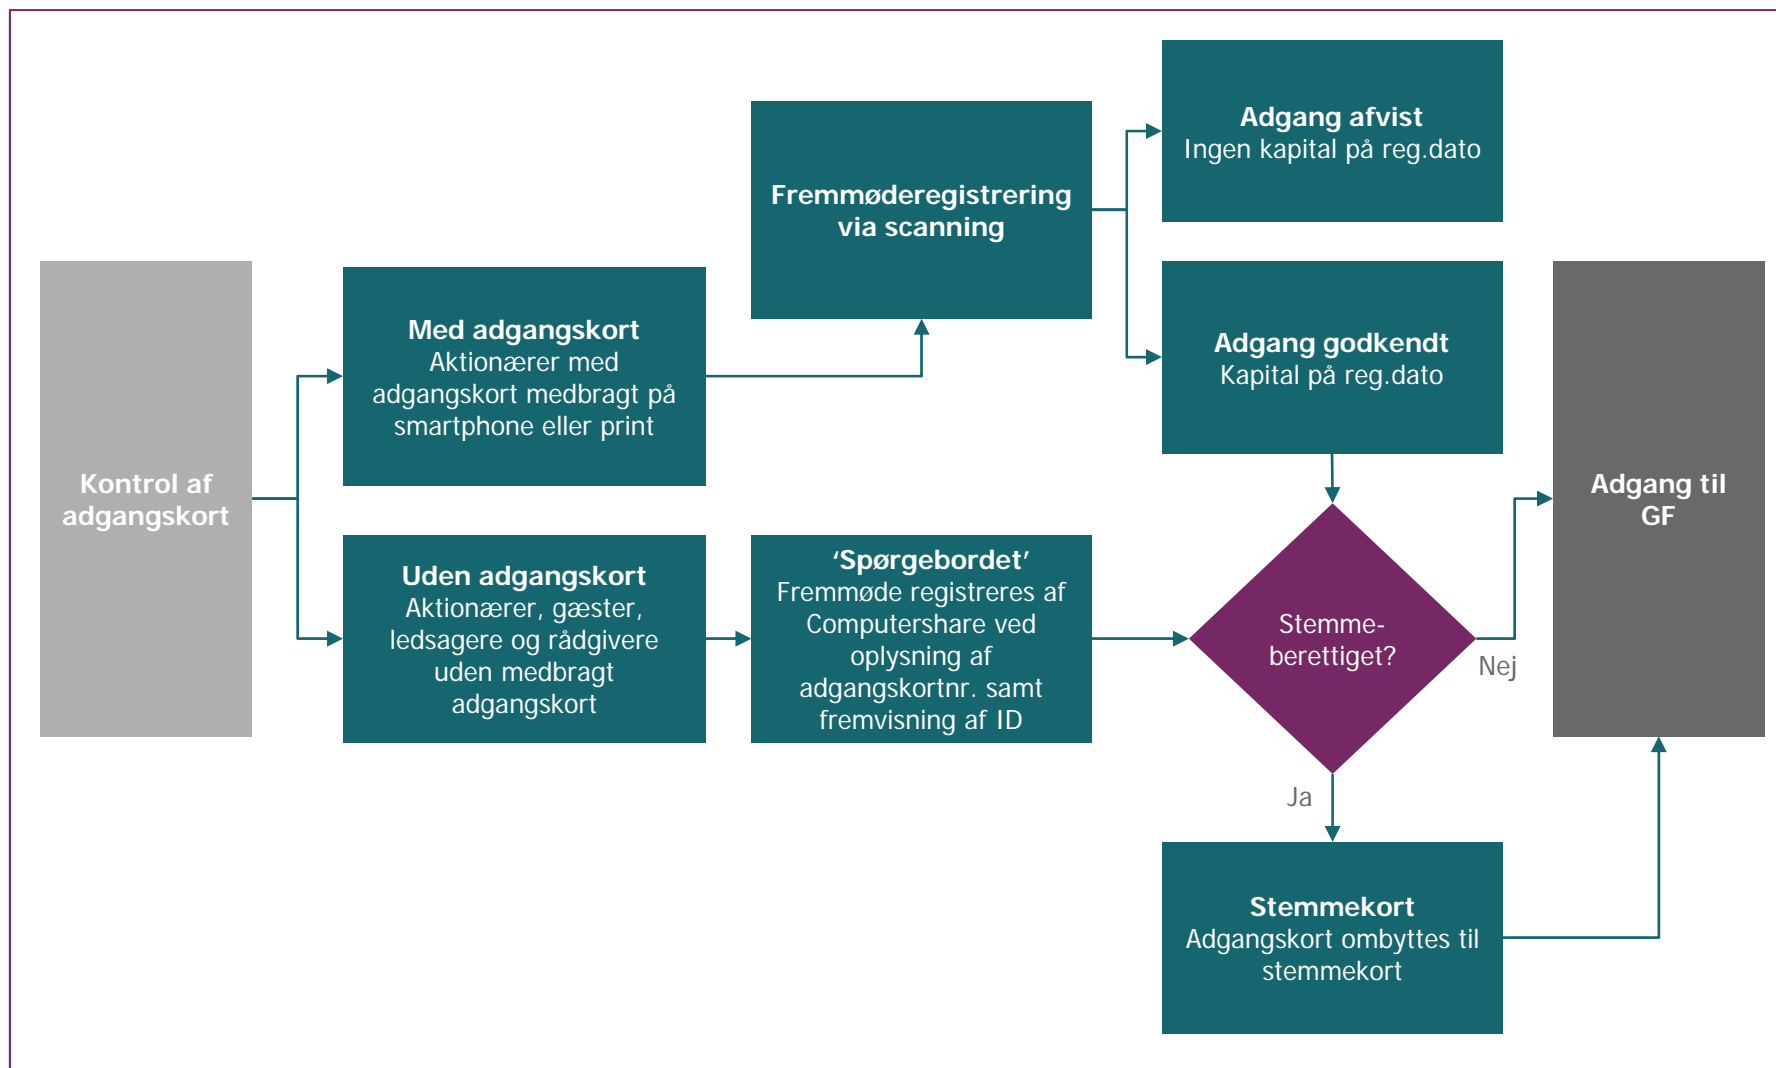 Kontrol af
adgangskort
Med adgangskort
Aktionærer med
adgangskort medbragt på
smartphone eller print
Uden adgangskort
Aktionærer, gæster,
ledsagere og rådgivere
uden medbragt
adgangskort
Fremmøderegistrering
via scanning
‘Spørgebordet’
Fremmøde registreres af
Computershare ved
oplysning af
adgangskortnr. samt
fremvisning af ID
Adgang afvist
Ingen kapital på reg.dato
Adgang godkendt
Kapital på reg.dato
Stemme-
berettiget?
Nej
Ja
Stemmekort
Adgangskort ombyttes til
stemmekort
Adgang til
GF